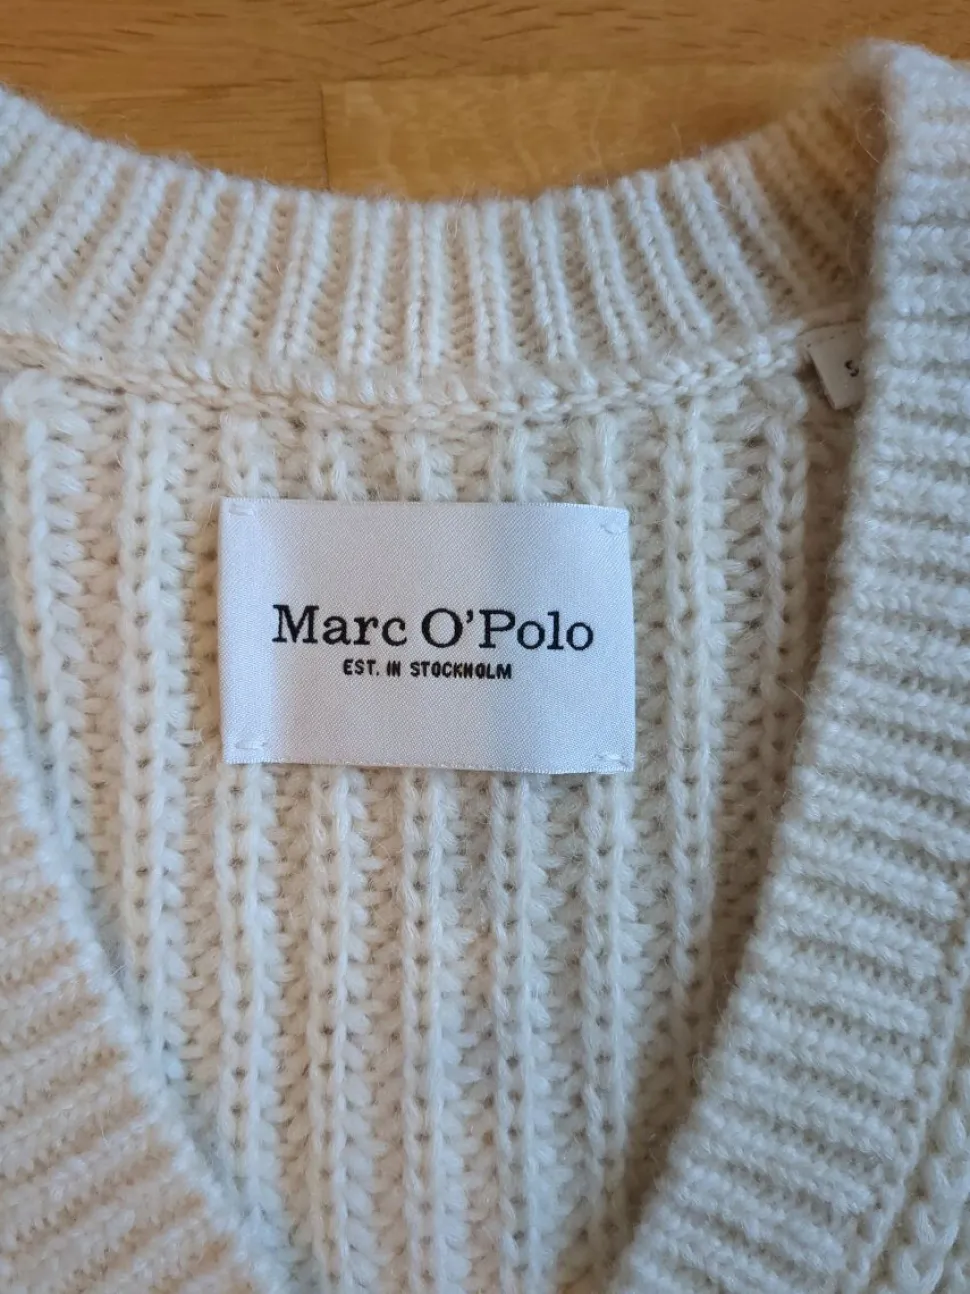 S
Marc O'Polo
EST. IN STOCKHOLM